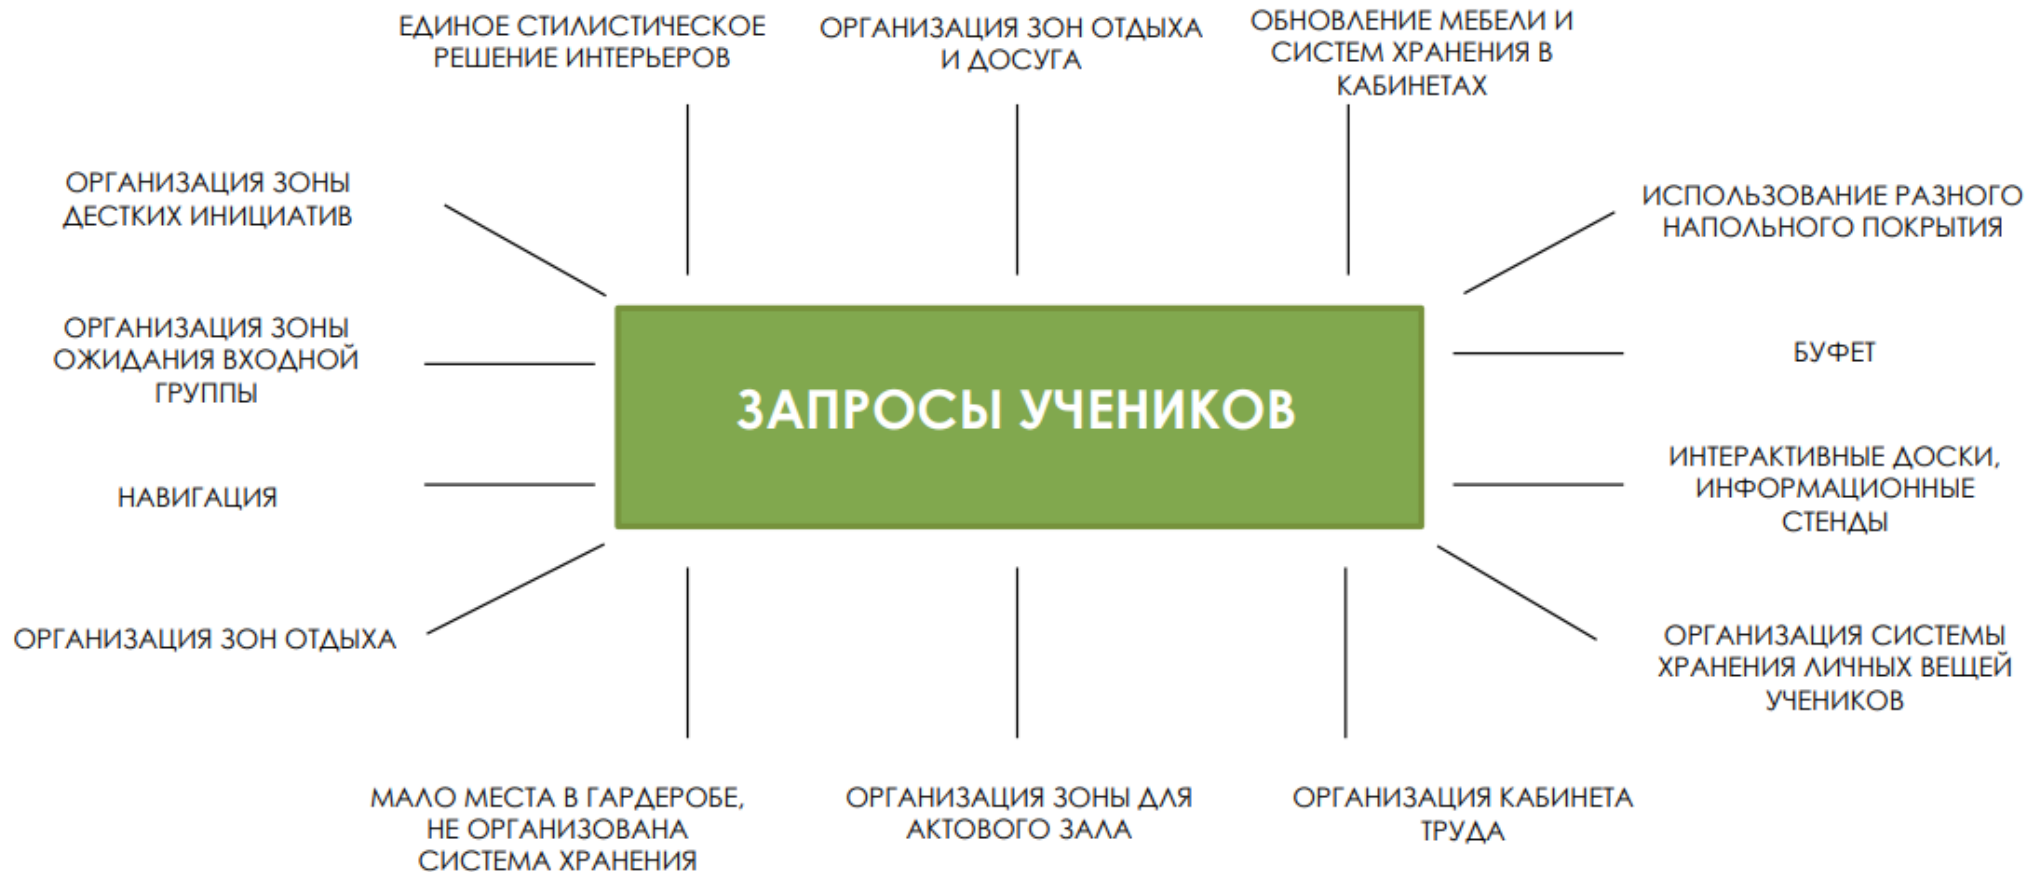 ЕДИНОЕ СТИЛИСТИЧЕСКОЕ
РЕШЕНИЕ ИНТЕРЬЕРОВ
ОРГАНИЗАЦИЯ ЗОН ОТДЫХА
И ДОСУГА
ОБНОВЛЕНИЕ МЕБЕЛИ И
СИСТЕМ ХРАНЕНИЯ В
КАБИНЕТАХ
ОРГАНИЗАЦИЯ ЗОНЫ
ДЕСТКИХ ИНИЦИАТИВ
ИСПОЛЬЗОВАНИЕ РАЗНОГО
НАПОЛЬНОГО ПОКРЫТИЯ
ОРГАНИЗАЦИЯ ЗОНЫ
ОЖИДАНИЯ ВХОДНОЙ
ГРУППЫ
БУФЕТ
ЗАПРОСЫ УЧЕНИКОВ
НАВИГАЦИЯ
ИНТЕРАКТИВНЫЕ ДОСКИ,
ИНФОРМАЦИОННЫЕ
СТЕНДЫ
ОРГАНИЗАЦИЯ ЗОН ОТДЫХА
ОРГАНИЗАЦИЯ СИСТЕМЫ
ХРАНЕНИЯ ЛИЧНЫХ ВЕЩЕЙ
УЧЕНИКОВ
МАЛО МЕСТА В ГАРДЕРОБЕ,
НЕ ОРГАНИЗОВАНА
СИСТЕМА ХРАНЕНИЯ
ОРГАНИЗАЦИЯ ЗОНЫ ДЛЯ
АКТОВОГО ЗАЛА
ОРГАНИЗАЦИЯ КАБИНЕТА
ТРУДА